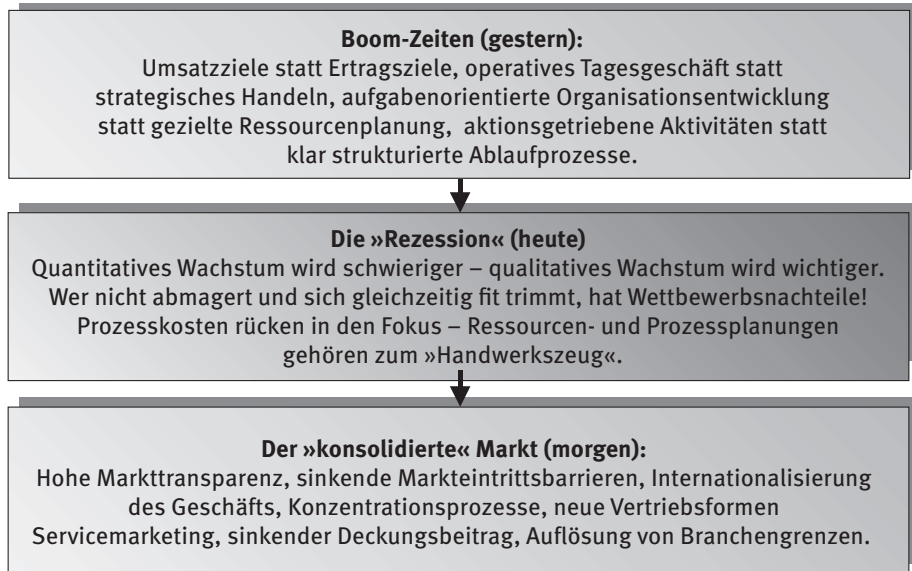 Boom-Zeiten (gestern):
Umsatzziele statt Ertragsziele, operatives Tagesgeschäft statt
strategisches Handeln, aufgabenorientierte Organisationsentwicklung
statt gezielte Ressourcenplanung, aktionsgetriebene Aktivitäten statt
klar strukturierte Ablaufprozesse.
Die »Rezession« (heute)
Quantitatives Wachstum wird schwieriger – qualitatives Wachstum wird wichtiger.
Wer nicht abmagert und sich gleichzeitig fit trimmt, hat Wettbewerbsnachteile!
Prozesskosten rücken in den Fokus – Ressourcen- und Prozessplanungen
gehören zum »Handwerkszeug«.
Der »konsolidierte« Markt (morgen):
Hohe Markttransparenz, sinkende Markteintrittsbarrieren, Internationalisierung
des Geschäfts, Konzentrationsprozesse, neue Vertriebsformen
Servicemarketing, sinkender Deckungsbeitrag, Auflösung von Branchengrenzen.